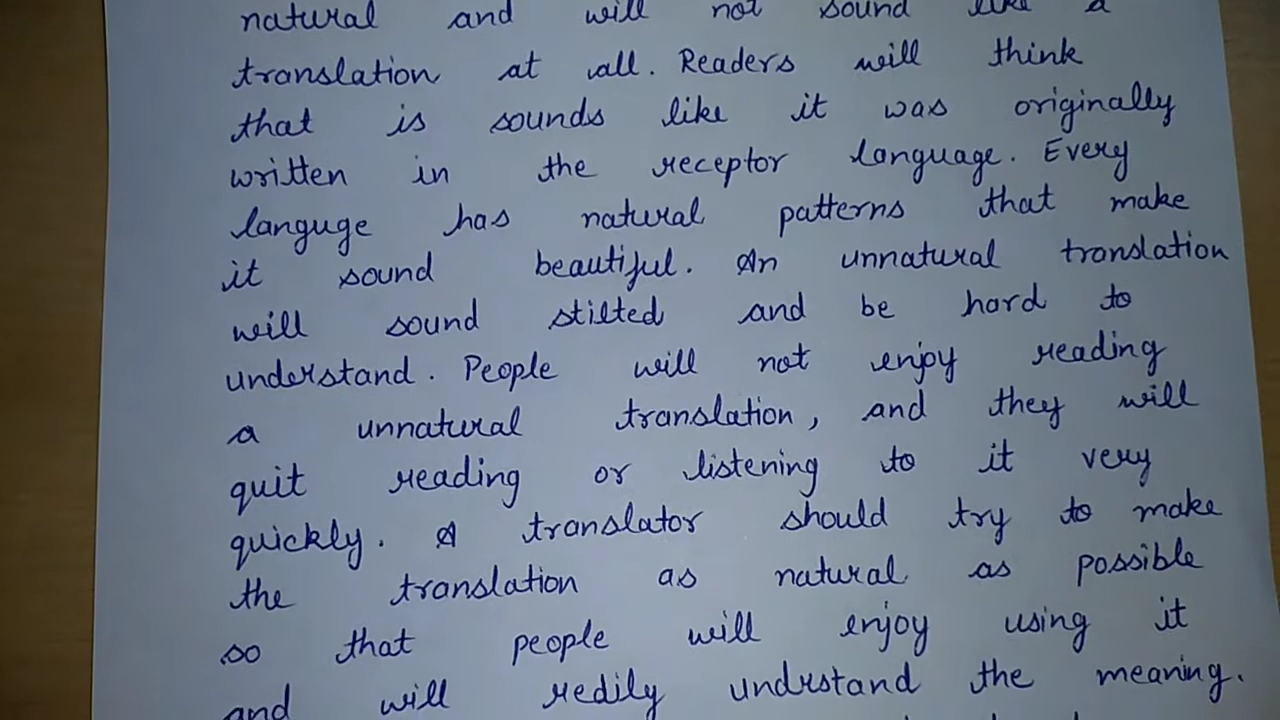 natural and will not sound like a
translation at all. Readers will think
that is sounds like it was originally
written in the receptor language. Every
languge has natural patterns that make
it sound beautiful. An unnatural translation
will sound stilted and be hard to
understand. People will not enjoy reading
a unnatural translation, and they will
quit reading or listening to it very
quickly. A translator should try to make
the translation as natural as possible
so that people will enjoy using it
and will redily understand the meaning.